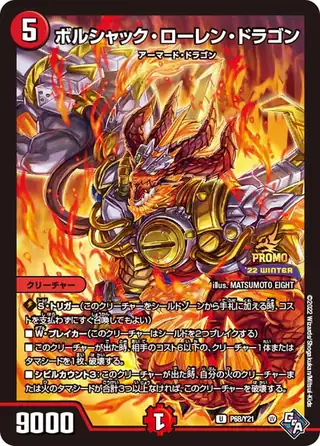 5
ボルシャック・ローレン・ドラゴン
アーマード・ドラゴン
PROMO
'22 WINTER
illus. MATSUMOTO EIGHT
クリーチャー
S・トリガー(このクリーチャーをシールドゾーンから手札に加える時、コス
トを支払わずにすぐ召喚してもよい)
W・ブレイカー(このクリーチャーはシールドを2つブレイクする)
■このクリーチャーが出た時、相手のコスト6以下の、クリーチャー1体または
タマシード1つを、破壊する。
■シビルカウント3:このクリーチャーが出た時、自分の火のクリーチャーま
たは火のタマシードが合計3つ以上なければ、このクリーチャーを破壊する。
9000
1
U
P68/Y21
©2022 Wizards/Shogakukan/Mitsui-Kids